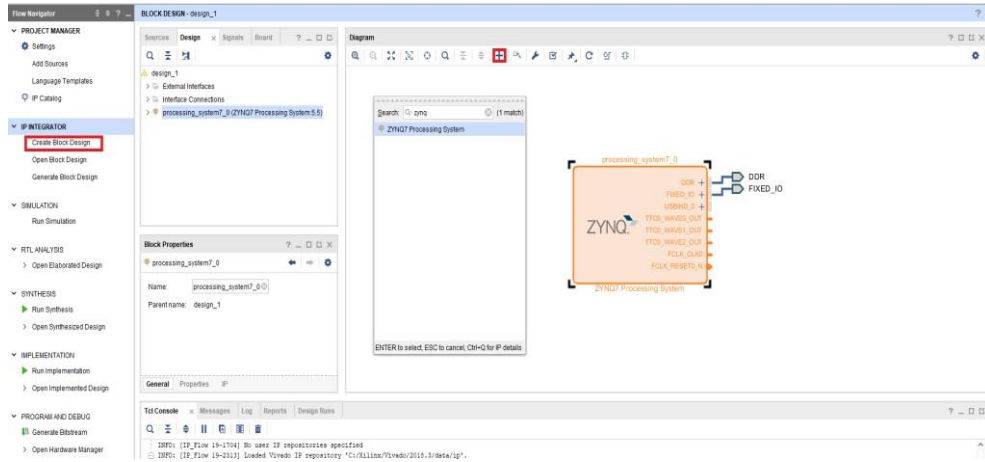 Flow Navigator
PROJECT MANAGER
Settings
Add Sources
Language Templates
IP Catalog
IP INTEGRATOR
Create Block Design
Open Block Design
Generate Block Design
SIMULATION
Run Simulation
RTL ANALYSIS
Open Elaborated Design
SYNTHESIS
Run Synthesis
Open Synthesized Design
IMPLEMENTATION
Run Implementation
Open Implemented Design
PROGRAM AND DEBUG
Generate Bitstream
Open Hardware Manager
BLOCK DESIGN - design_1
Sources Design Signals Board
design_1
External Interfaces
Interface Connections
processing_system7_0 (ZYNQ7 Processing System:5.5)
Block Properties
processing_system7_0
Name: processing_system7_0
Parent name: design_1
General Properties IP
Diagram
Search: zynq (1 match)
ZYNQ7 Processing System
ENTER to select, ESC to cancel, Ctrl+Q for IP details
processing_system7_0
DDR
FIXED_IO
USBIND_0
TTC0_WAVE0_OUT
TTC0_WAVE1_OUT
TTC0_WAVE2_OUT
FCLK_CLK0
FCLK_RESET0_N
ZYNQ
ZYNQ7 Processing System
DDR
FIXED_IO
Tcl Console Messages Log Reports Design Runs
INFO: [IP_Flow 19-1704] No user IP repositories specified
INFO: [IP_Flow 19-2313] Loaded Vivado IP repository 'C:/Xilinx/Vivado/2018.3/data/ip'.